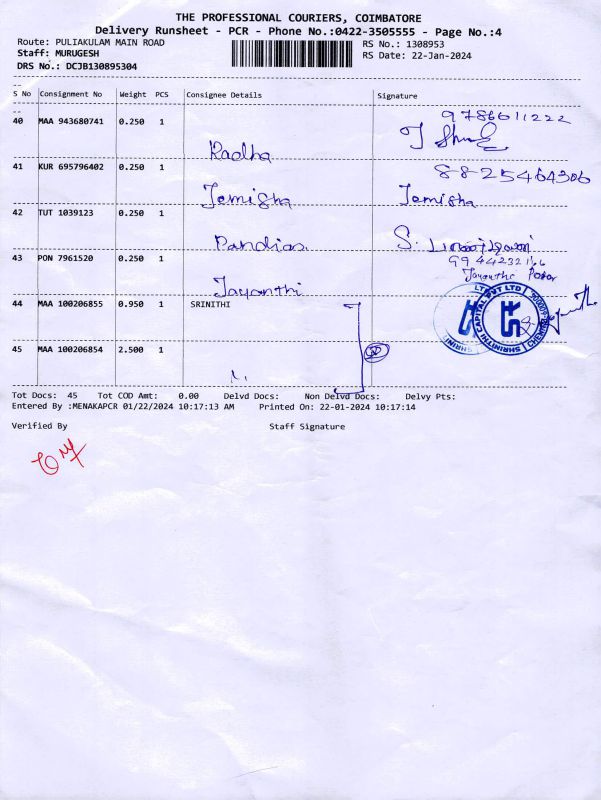 THE PROFESSIONAL COURIERS, COIMBATORE
Delivery Runsheet - PCR - Phone No.:0422-3505555 - Page No.:4
Route: PULIAKULAM MAIN ROAD
RS No.: 1308953
Staff: MURUGESH
RS Date: 22-Jan-2024
DRS No.: DCJB130895304
S No Consignment No Weight PCS Consignee Details Signature
40 MAA 943680741 0.250 1
9786611222
Radha
41 KUR 695796402 0.250 1
8825464306
Jemisha Jemisha
42 TUT 1039123 0.250 1
Pandian S.
43 PON 7961520 0.250 1
Jayanthi
44 MAA 100206855 0.950 1 SRINITHI
SHRINITHI CAPITAL PVT LTD
45 MAA 100206854 2.500 1
Tot Docs: 45 Tot COD Amt: 0.00 Delvd Docs: Non Delvd Docs: Delvy Pts:
Entered By :MENAKAPCR 01/22/2024 10:17:13 AM Printed On: 22-01-2024 10:17:14
Verified By Staff Signature